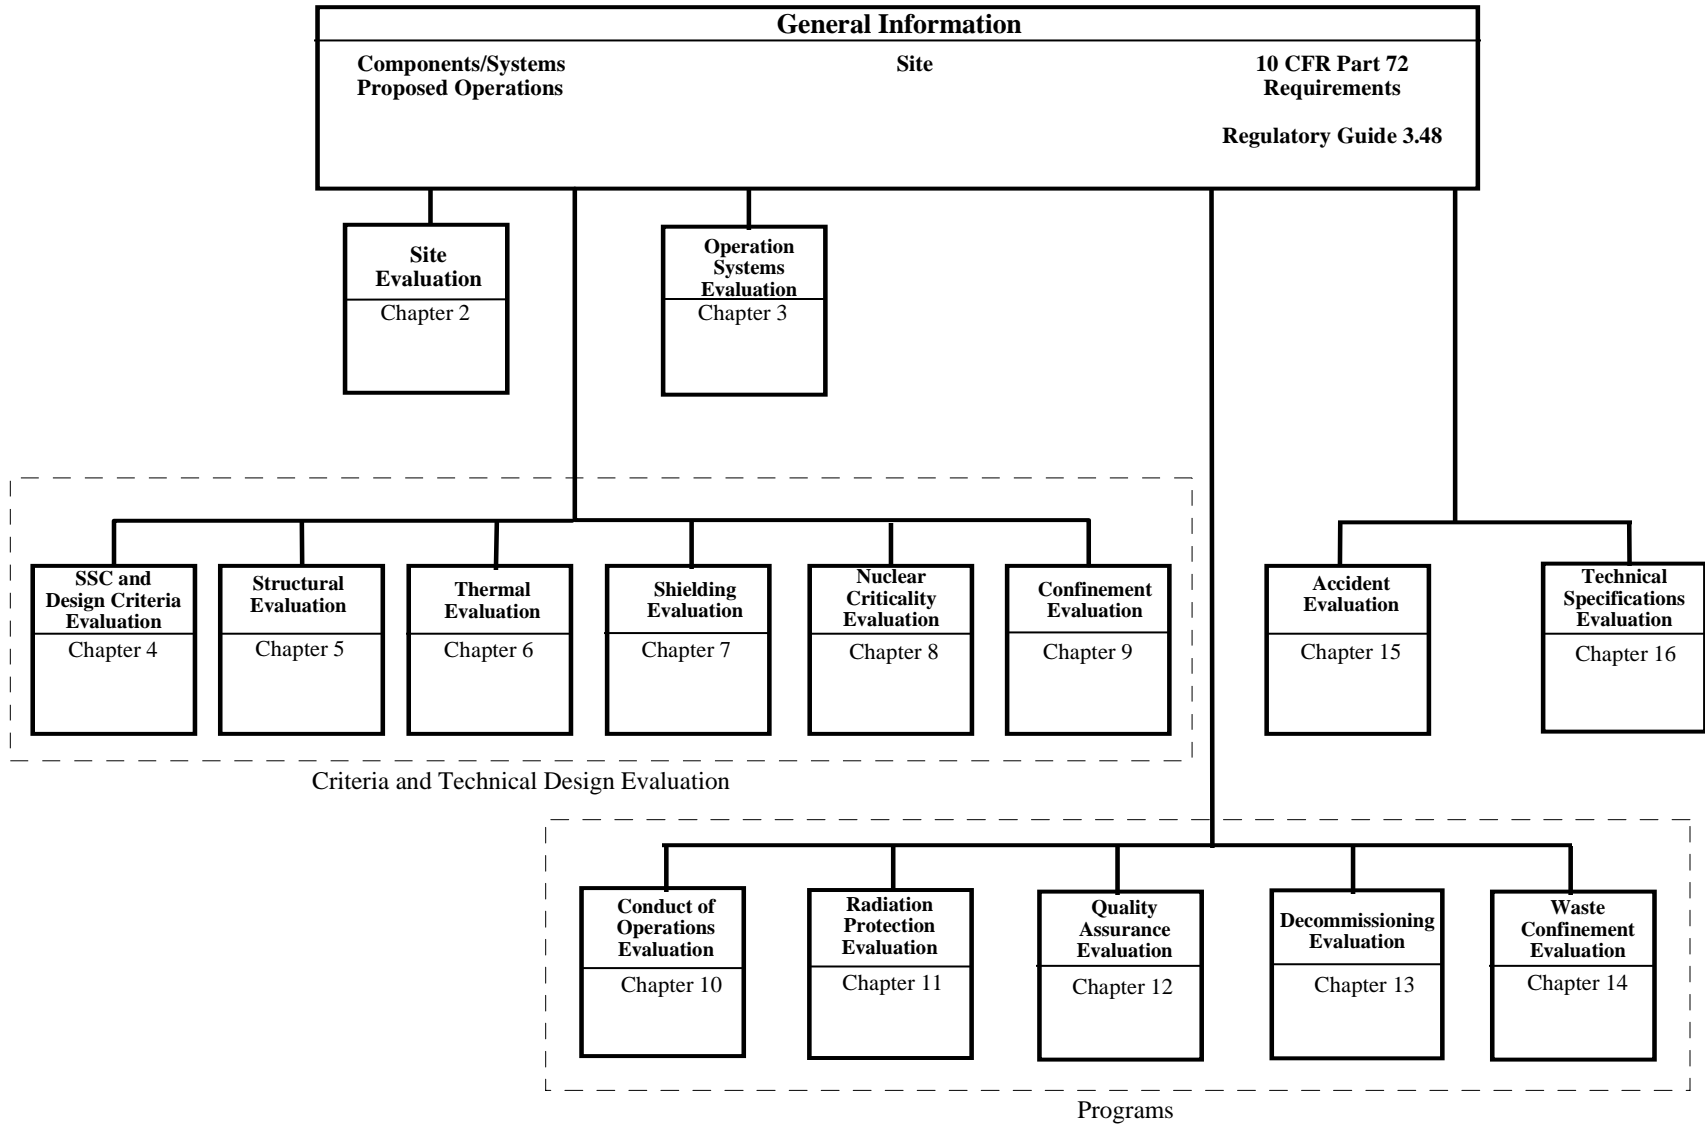 General Information
Components/Systems
Proposed Operations
Site
10 CFR Part 72
Requirements
Regulatory Guide 3.48
Site
Evaluation
Chapter 2
Operation
Systems
Evaluation
Chapter 3
SSC and
Design Criteria
Evaluation
Chapter 4
Structural
Evaluation
Chapter 5
Thermal
Evaluation
Chapter 6
Shielding
Evaluation
Chapter 7
Nuclear
Criticality
Evaluation
Chapter 8
Confinement
Evaluation
Chapter 9
Accident
Evaluation
Chapter 15
Technical
Specifications
Evaluation
Chapter 16
Criteria and Technical Design Evaluation
Conduct of
Operations
Evaluation
Chapter 10
Radiation
Protection
Evaluation
Chapter 11
Quality
Assurance
Evaluation
Chapter 12
Decommissioning
Evaluation
Chapter 13
Waste
Confinement
Evaluation
Chapter 14
Programs